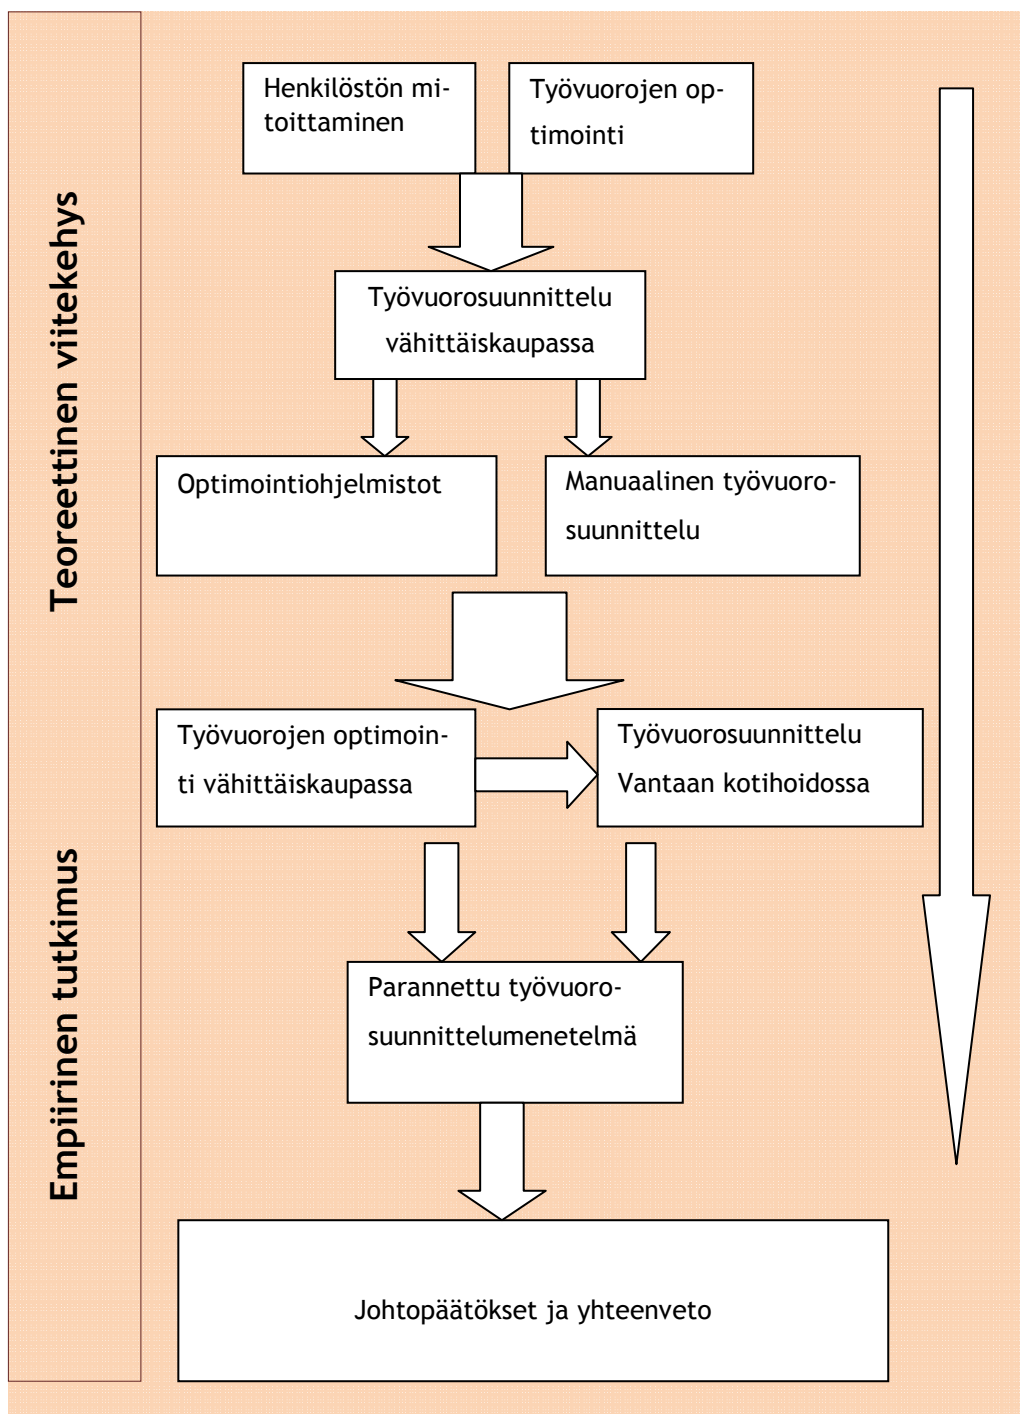 Henkilöstön mi-
toittaminen
Työvuorojen op-
timointi
Työvuorosuunnittelu
vähittäiskaupassa
Optimointiohjelmistot
Manuaalinen työvuoro-
suunnittelu
Teoreettinen viitekehys
Työvuorojen optimoin-
ti vähittäiskaupassa
Työvuorosuunnittelu
Vantaan kotihoidossa
Parannettu työvuoro-
suunnittelumenetelmä
Empiirinen tutkimus
Johtopäätökset ja yhteenveto